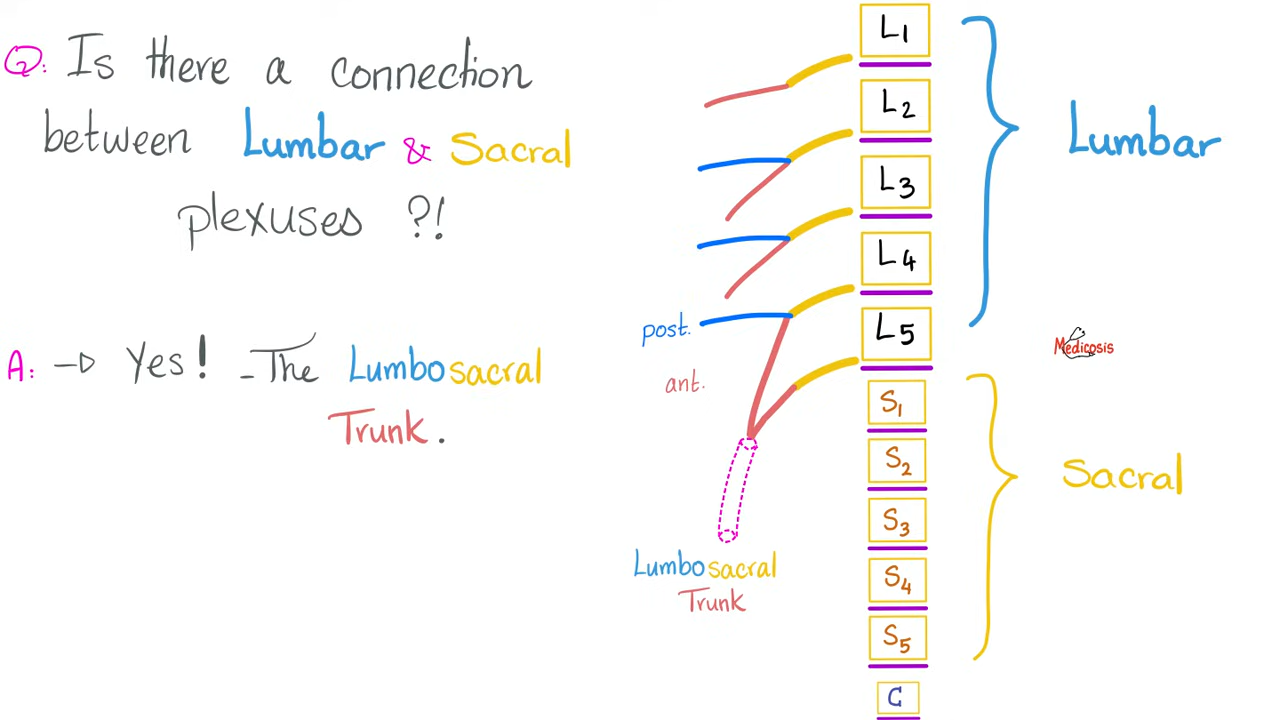 Q: Is there a connection
between Lumbar & Sacral
plexuses ?!
A: → Yes! - The Lumbosacral
Trunk.
L1
L2
L3
L4
L5
S1
S2
S3
S4
S5
C
post.
ant.
Lumbosacral
Trunk
Lumbar
Medicosis
Sacral